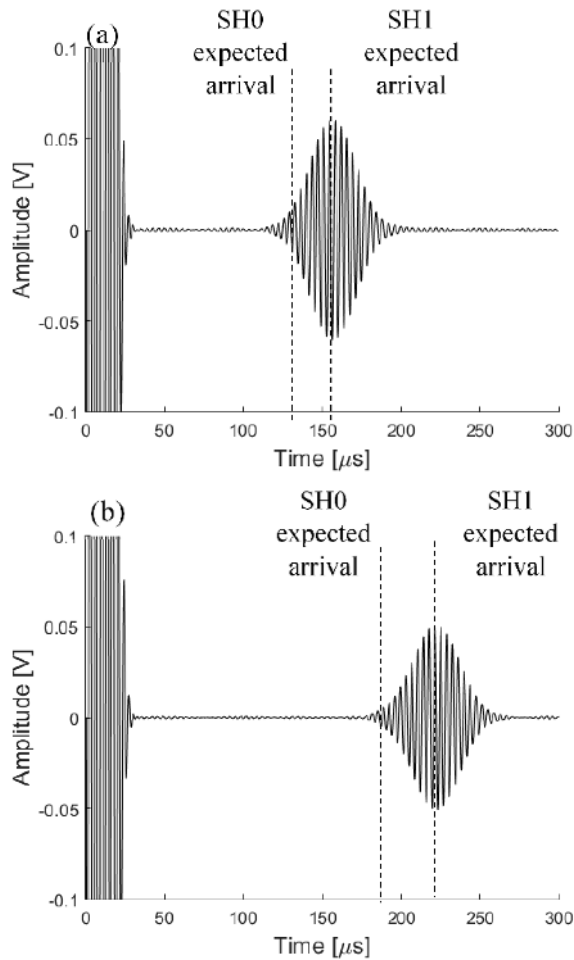 (a)
SH0 SH1
expected expected
arrival arrival
0.1
0.05
0
-0.05
-0.1
Amplitude [V]
0 50 100 150 200 250 300
Time [μs]
(b)
SH0 SH1
expected expected
arrival arrival
0.1
0.05
0
-0.05
-0.1
Amplitude [V]
0 50 100 150 200 250 300
Time [μs]